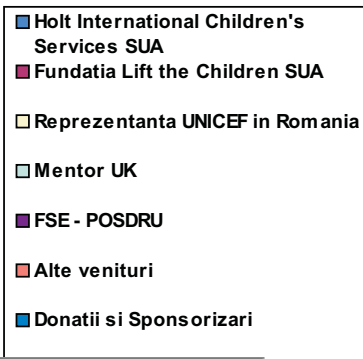 Holt International Children's
Services SUA
Fundatia Lift the Children SUA
Reprezentanta UNICEF in Romania
Mentor UK
FSE - POSDRU
Alte venituri
Donatii si Sponsorizari